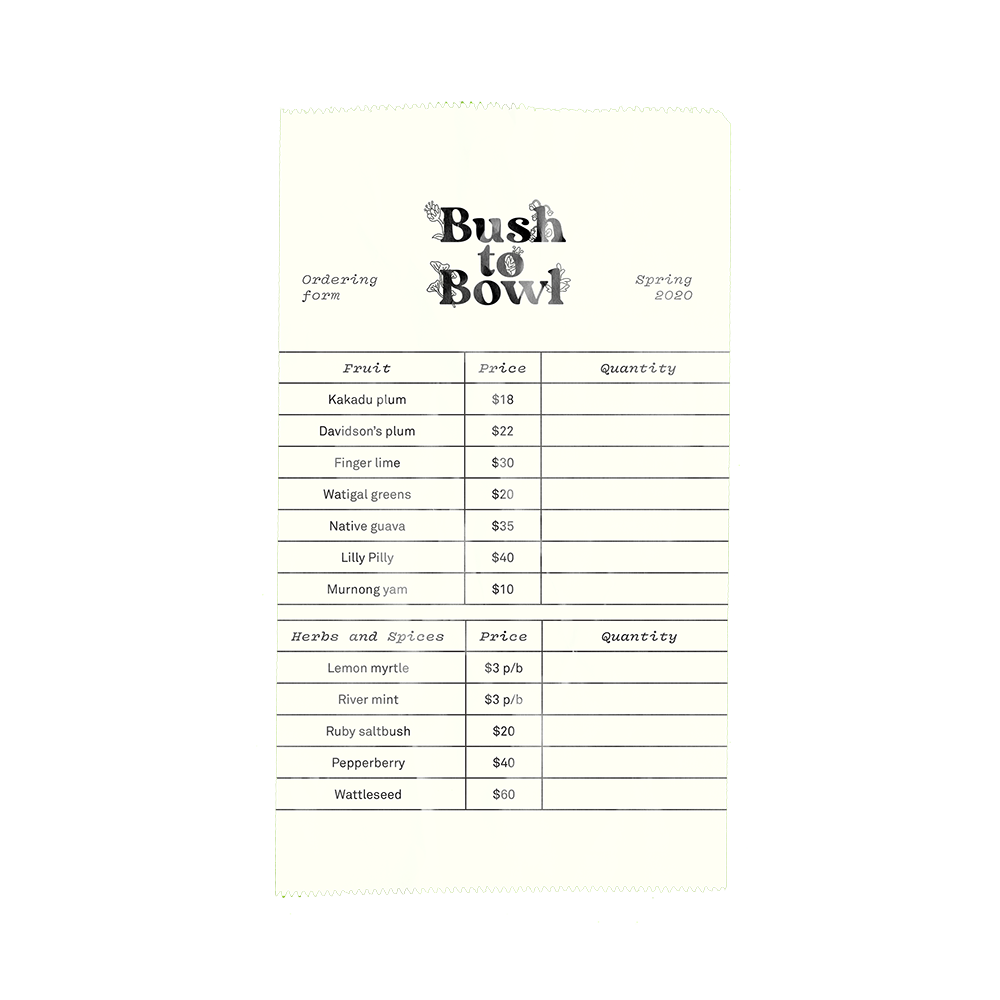 Bush
to
Bowl
Ordering
form
Spring
2020
Fruit Price Quantity
Kakadu plum $18
Davidson's plum $22
Finger lime $30
Watigal greens $20
Native guava $35
Lilly Pilly $40
Murnong yam $10
Herbs and Spices Price Quantity
Lemon myrtle $3 p/b
River mint $3 p/b
Ruby saltbush $20
Pepperberry $40
Wattleseed $60